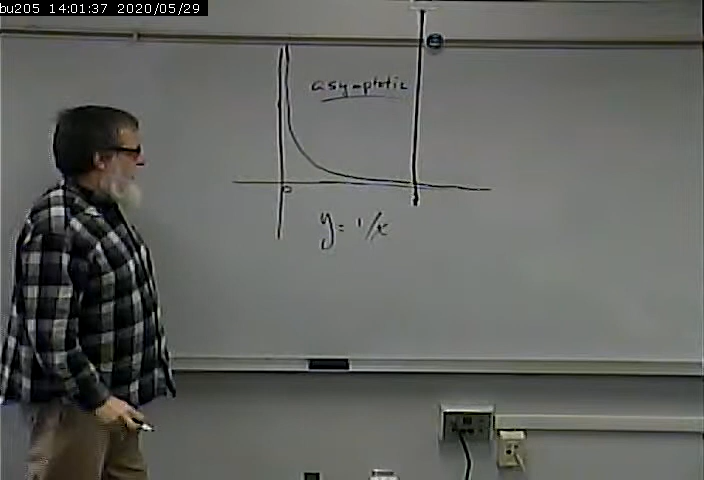 bu205 14:01:37 2020/05/29
asymptotic
0
y = 1/x